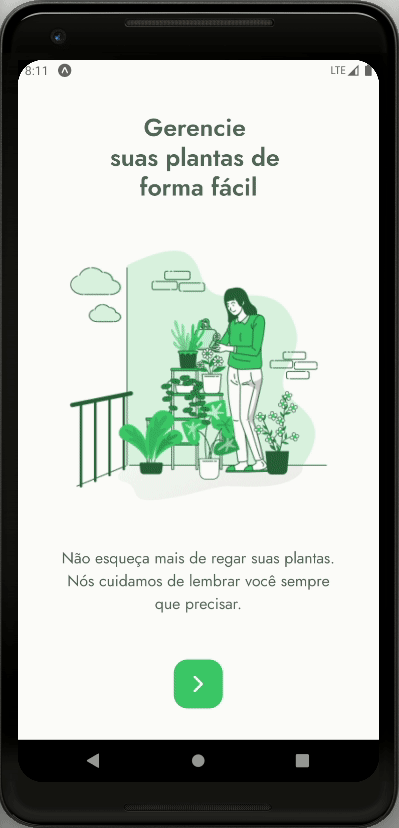 8:11
LTE
Gerencie
suas plantas de
forma fácil
Não esqueça mais de regar suas plantas.
Nós cuidamos de lembrar você sempre
que precisar.